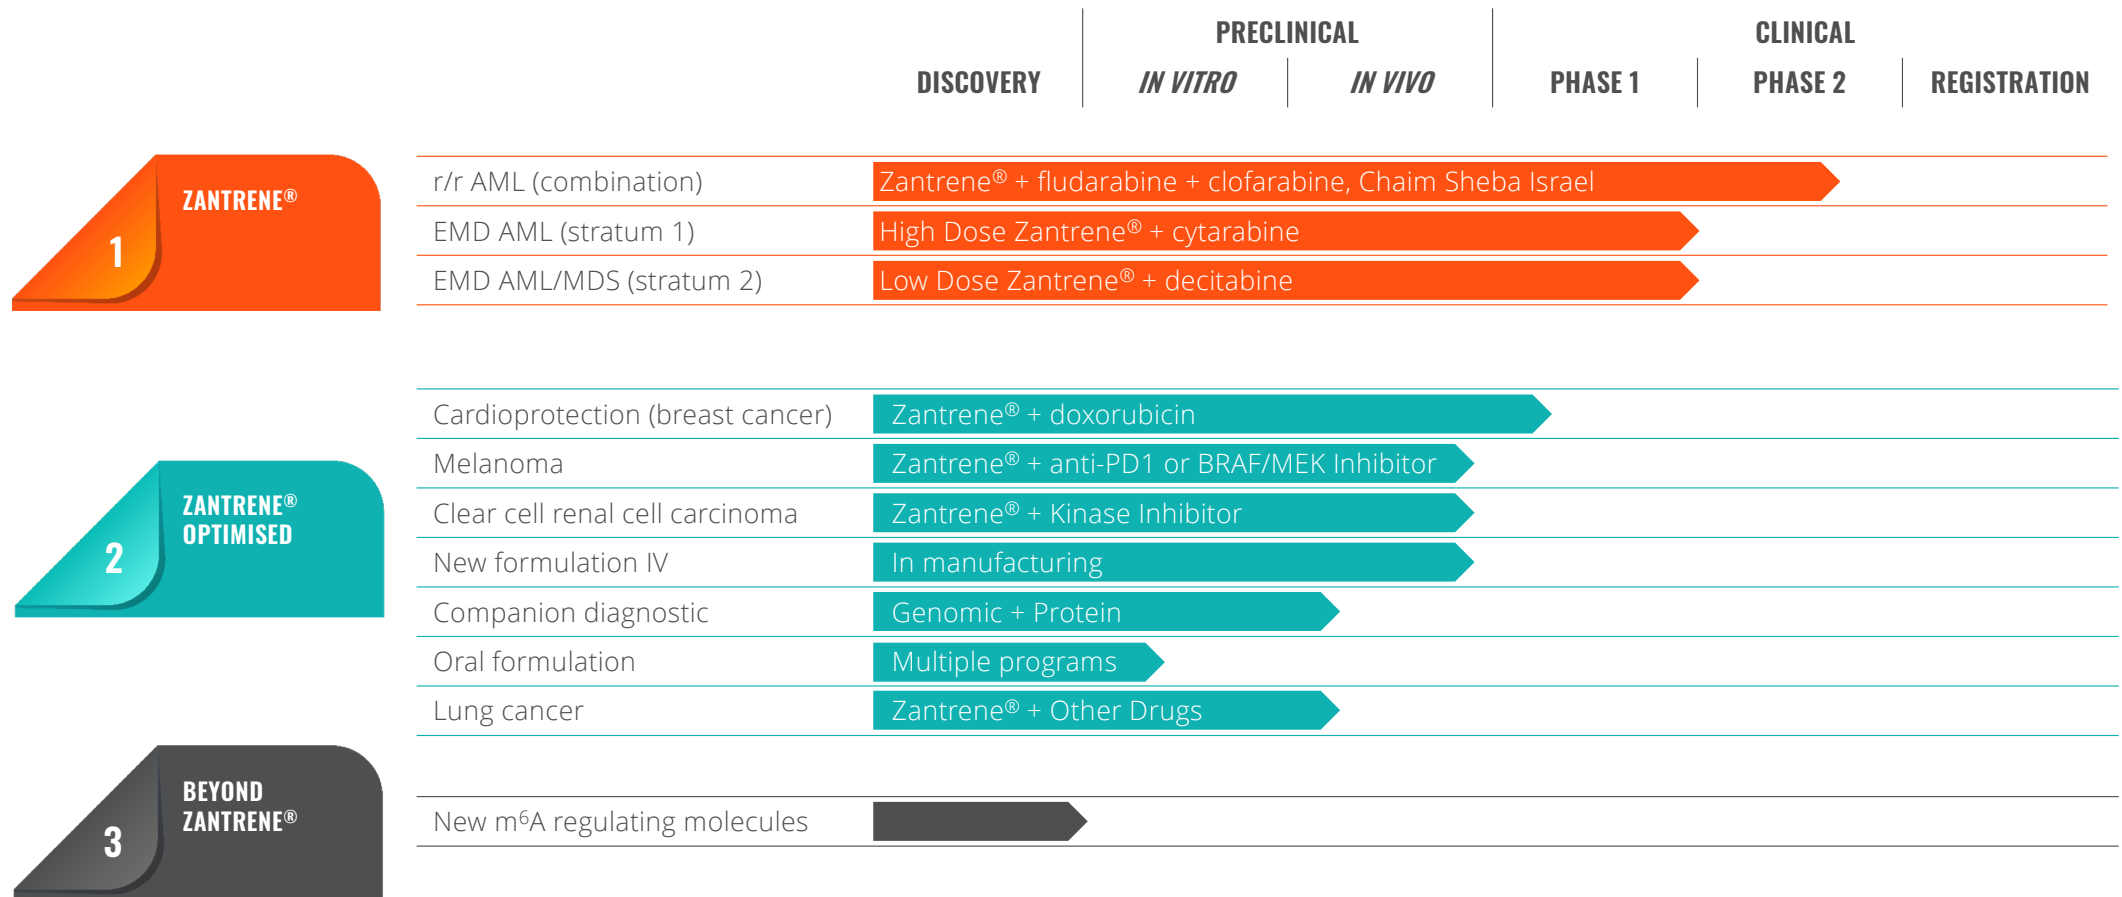 PRECLINICAL
CLINICAL
DISCOVERY
IN VITRO
IN VIVO
PHASE 1
PHASE 2
REGISTRATION
1
ZANTRENE®
r/r AML (combination)
Zantrene® + fludarabine + clofarabine, Chaim Sheba Israel
EMD AML (stratum 1)
High Dose Zantrene® + cytarabine
EMD AML/MDS (stratum 2)
Low Dose Zantrene® + decitabine
2
ZANTRENE®
OPTIMISED
Cardioprotection (breast cancer)
Zantrene® + doxorubicin
Melanoma
Zantrene® + anti-PD1 or BRAF/MEK Inhibitor
Clear cell renal cell carcinoma
Zantrene® + Kinase Inhibitor
New formulation IV
In manufacturing
Companion diagnostic
Genomic + Protein
Oral formulation
Multiple programs
Lung cancer
Zantrene® + Other Drugs
3
BEYOND
ZANTRENE®
New m⁶A regulating molecules